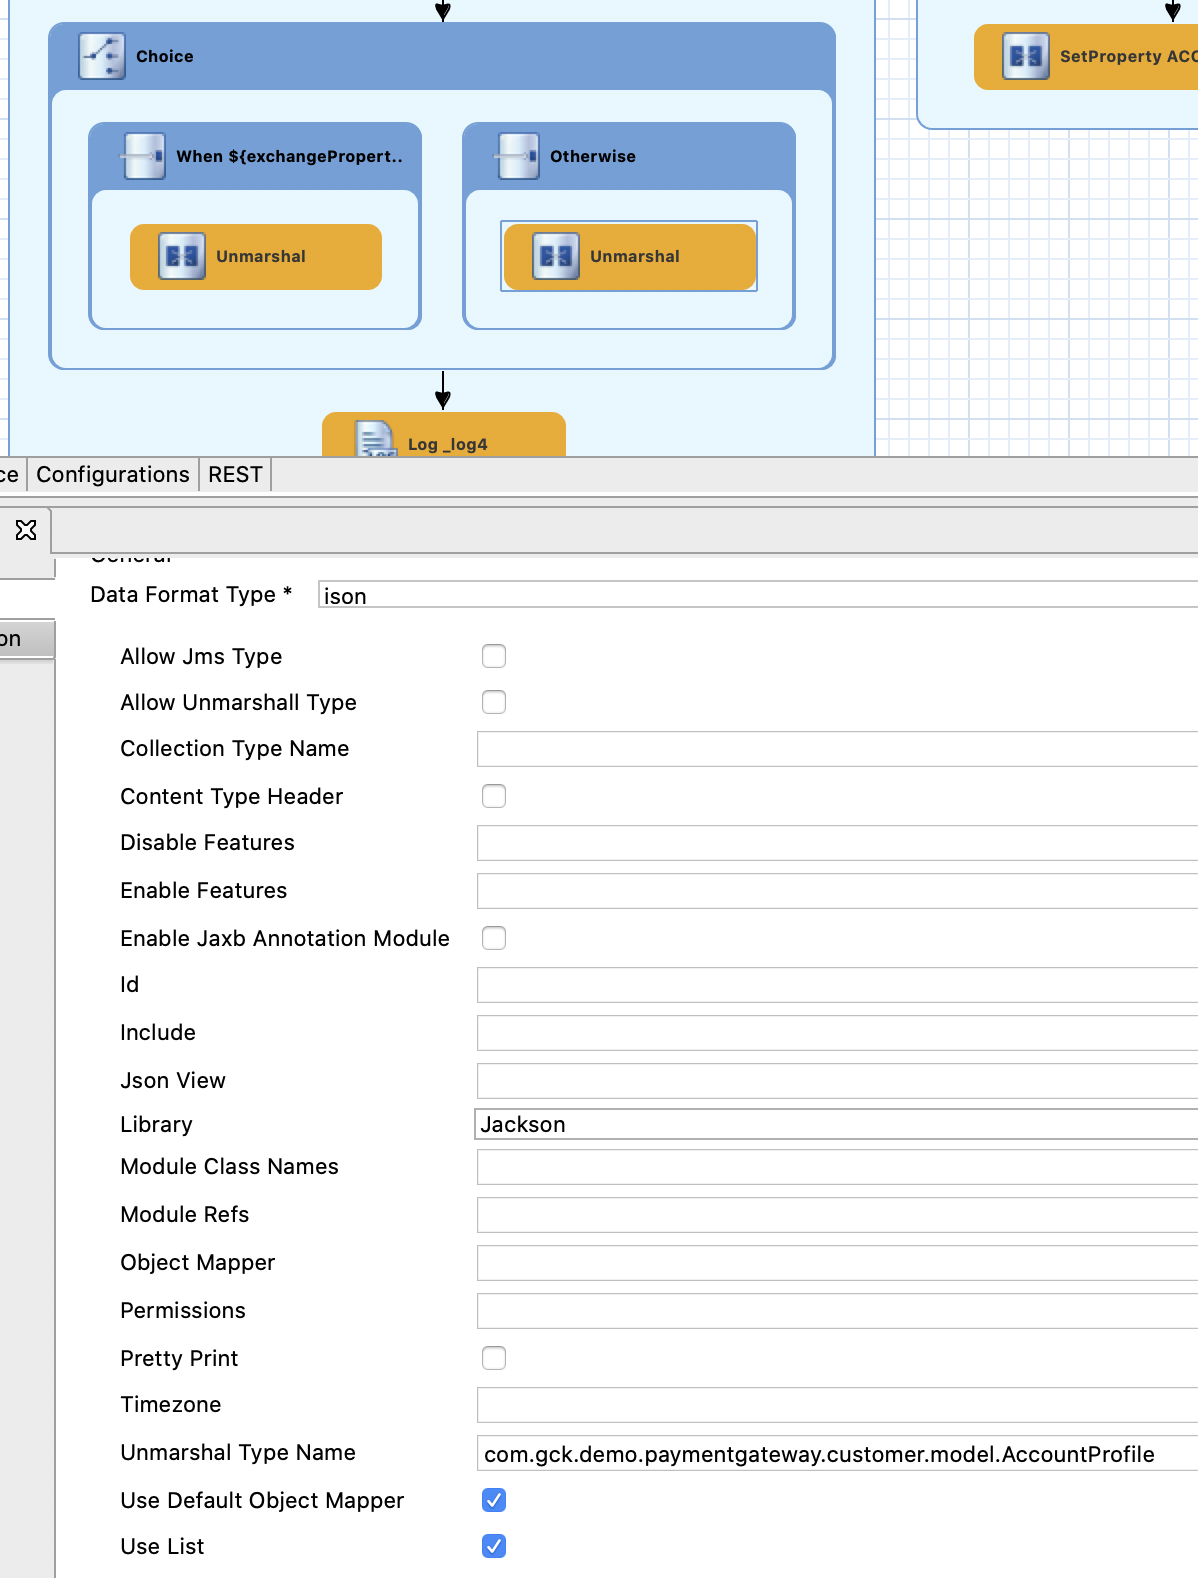 Choice
SetProperty ACC
When ${exchangePropert..
Otherwise
Unmarshal
Unmarshal
Log _log4
ce
Configurations
REST
General
Data Format Type *
json
on
Allow Jms Type
Allow Unmarshall Type
Collection Type Name
Content Type Header
Disable Features
Enable Features
Enable Jaxb Annotation Module
Id
Include
Json View
Library
Jackson
Module Class Names
Module Refs
Object Mapper
Permissions
Pretty Print
Timezone
Unmarshal Type Name
com.gck.demo.paymentgateway.customer.model.AccountProfile
Use Default Object Mapper
Use List